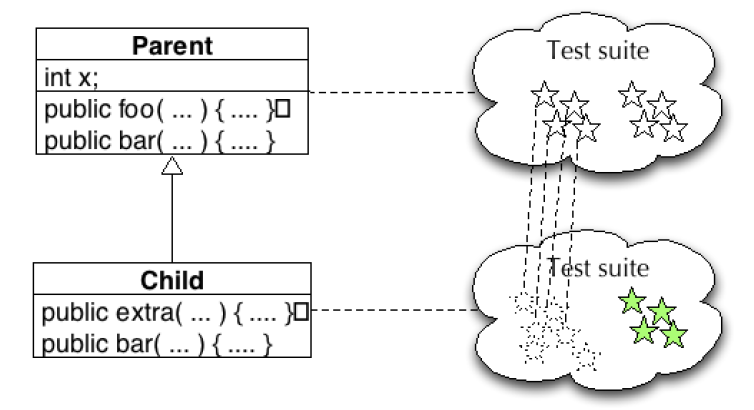 Parent
int x;
public foo( ... ) { .... }
public bar( ... ) { .... }
Test suite
Child
public extra( ... ) { .... }
public bar( ... ) { .... }
Test suite